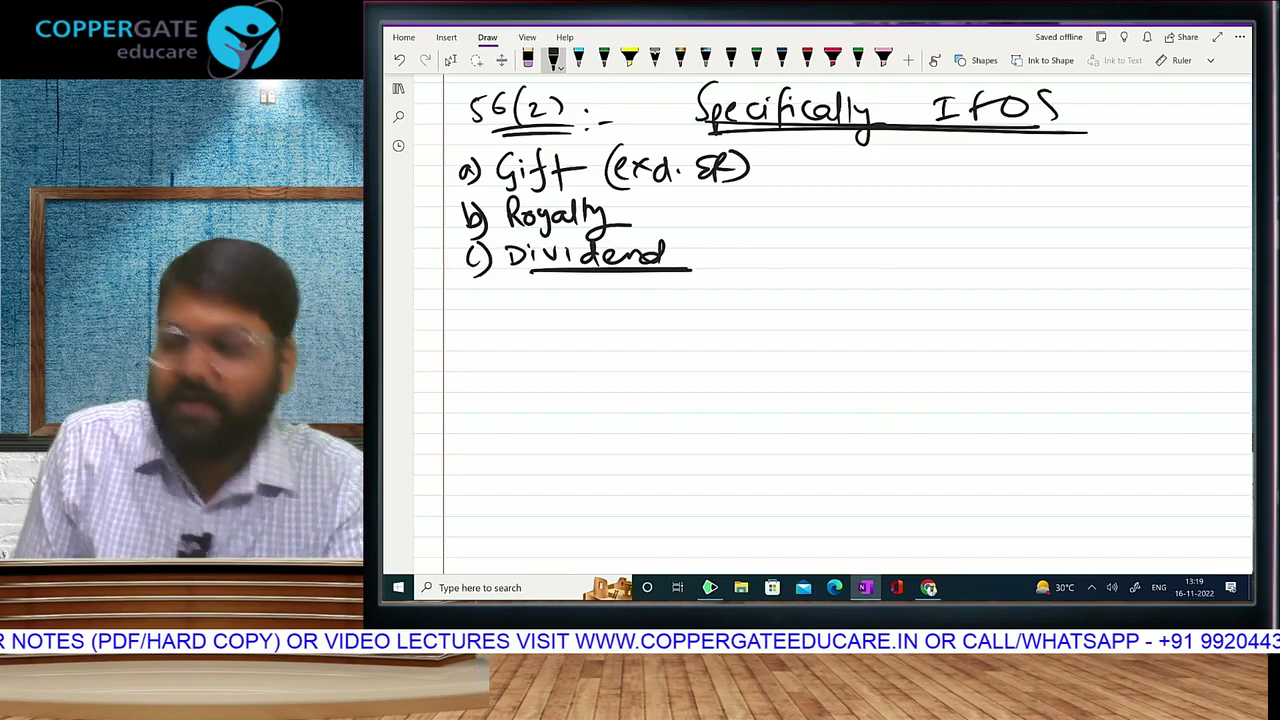 COPPERGATE
educare
Home Insert Draw View Help
Saved offline
Share
Shapes
Ink to Shape
Ink to Text
Ruler
56(2) :- Specifically IFOS
a) Gift (exd. SR)
b) Royalty
c) Dividend
Type here to search
30°C
ENG
13:19
16-11-2022
R NOTES (PDF/HARD COPY) OR VIDEO LECTURES VISIT WWW.COPPERGATEEDUCARE.IN OR CALL/WHATSAPP - +91 9920443